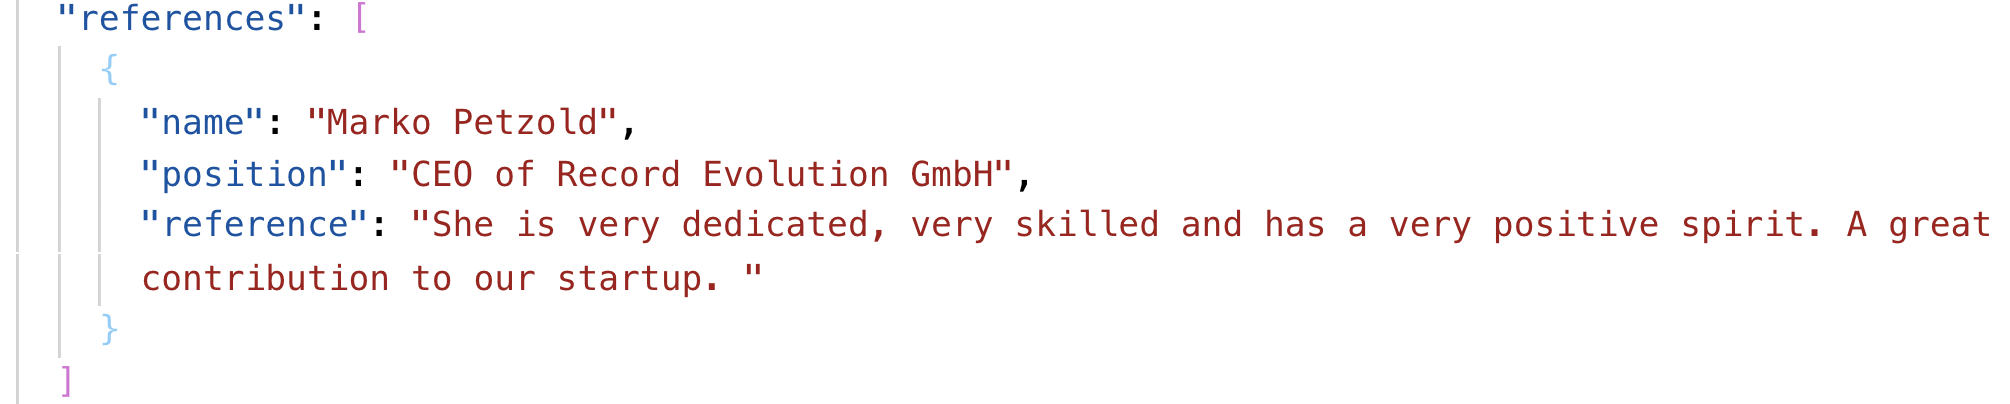 "references": [
{
"name": "Marko Petzold",
"position": "CEO of Record Evolution GmbH",
"reference": "She is very dedicated, very skilled and has a very positive spirit. A great
contribution to our startup. "
}
]